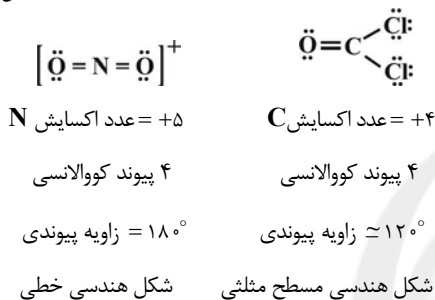 [Ö = N = Ö]⁺ Ö=C Cl: Cl:
N عدد اکسایش = +۵ C عدد اکسایش = +۴
۴ پیوند کووالانسی ۴ پیوند کووالانسی
زاویه پیوندی = ۱۸۰° زاویه پیوندی ≃ ۱۲۰°
شکل هندسی خطی شکل هندسی مسطح مثلثی